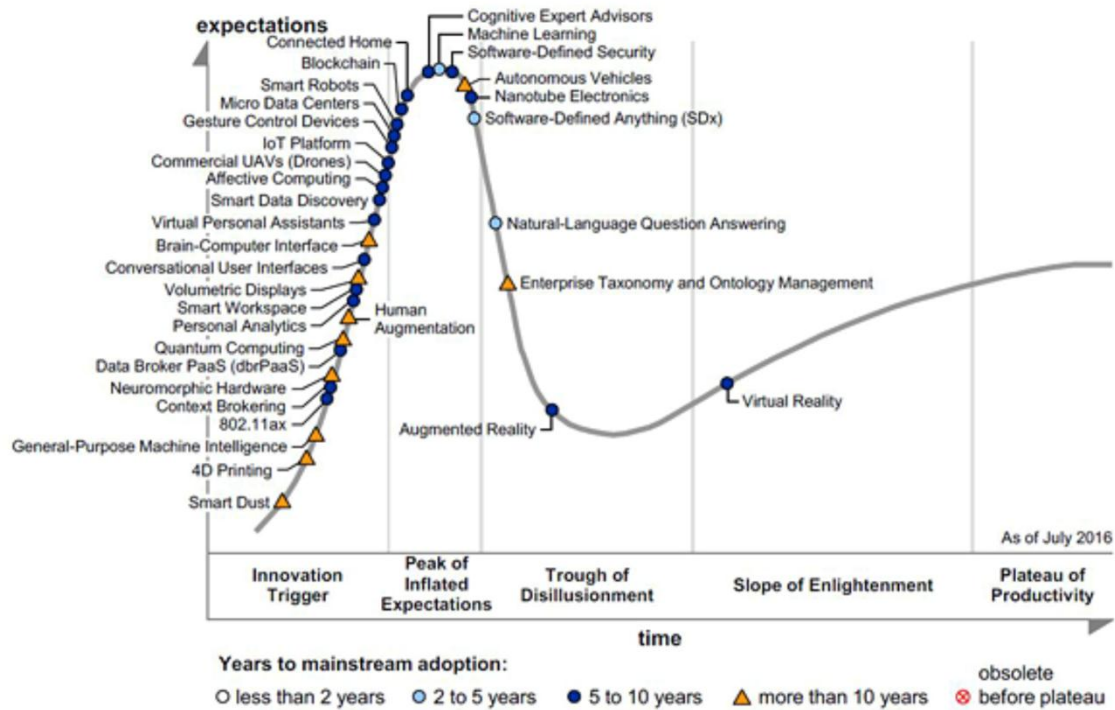 expectations
Cognitive Expert Advisors
Machine Learning
Software-Defined Security
Autonomous Vehicles
Nanotube Electronics
Software-Defined Anything (SDx)
Connected Home
Blockchain
Smart Robots
Micro Data Centers
Gesture Control Devices
IoT Platform
Commercial UAVs (Drones)
Affective Computing
Smart Data Discovery
Virtual Personal Assistants
Brain-Computer Interface
Conversational User Interfaces
Volumetric Displays
Smart Workspace
Personal Analytics
Human
Augmentation
Quantum Computing
Data Broker PaaS (dbrPaaS)
Neuromorphic Hardware
Context Brokering
802.11ax
General-Purpose Machine Intelligence
4D Printing
Smart Dust
Natural-Language Question Answering
Enterprise Taxonomy and Ontology Management
Augmented Reality
Virtual Reality
As of July 2016
Innovation
Trigger
Peak of
Inflated
Expectations
Trough of
Disillusionment
Slope of Enlightenment
Plateau of
Productivity
time
Years to mainstream adoption:
less than 2 years
2 to 5 years
5 to 10 years
more than 10 years
obsolete
before plateau